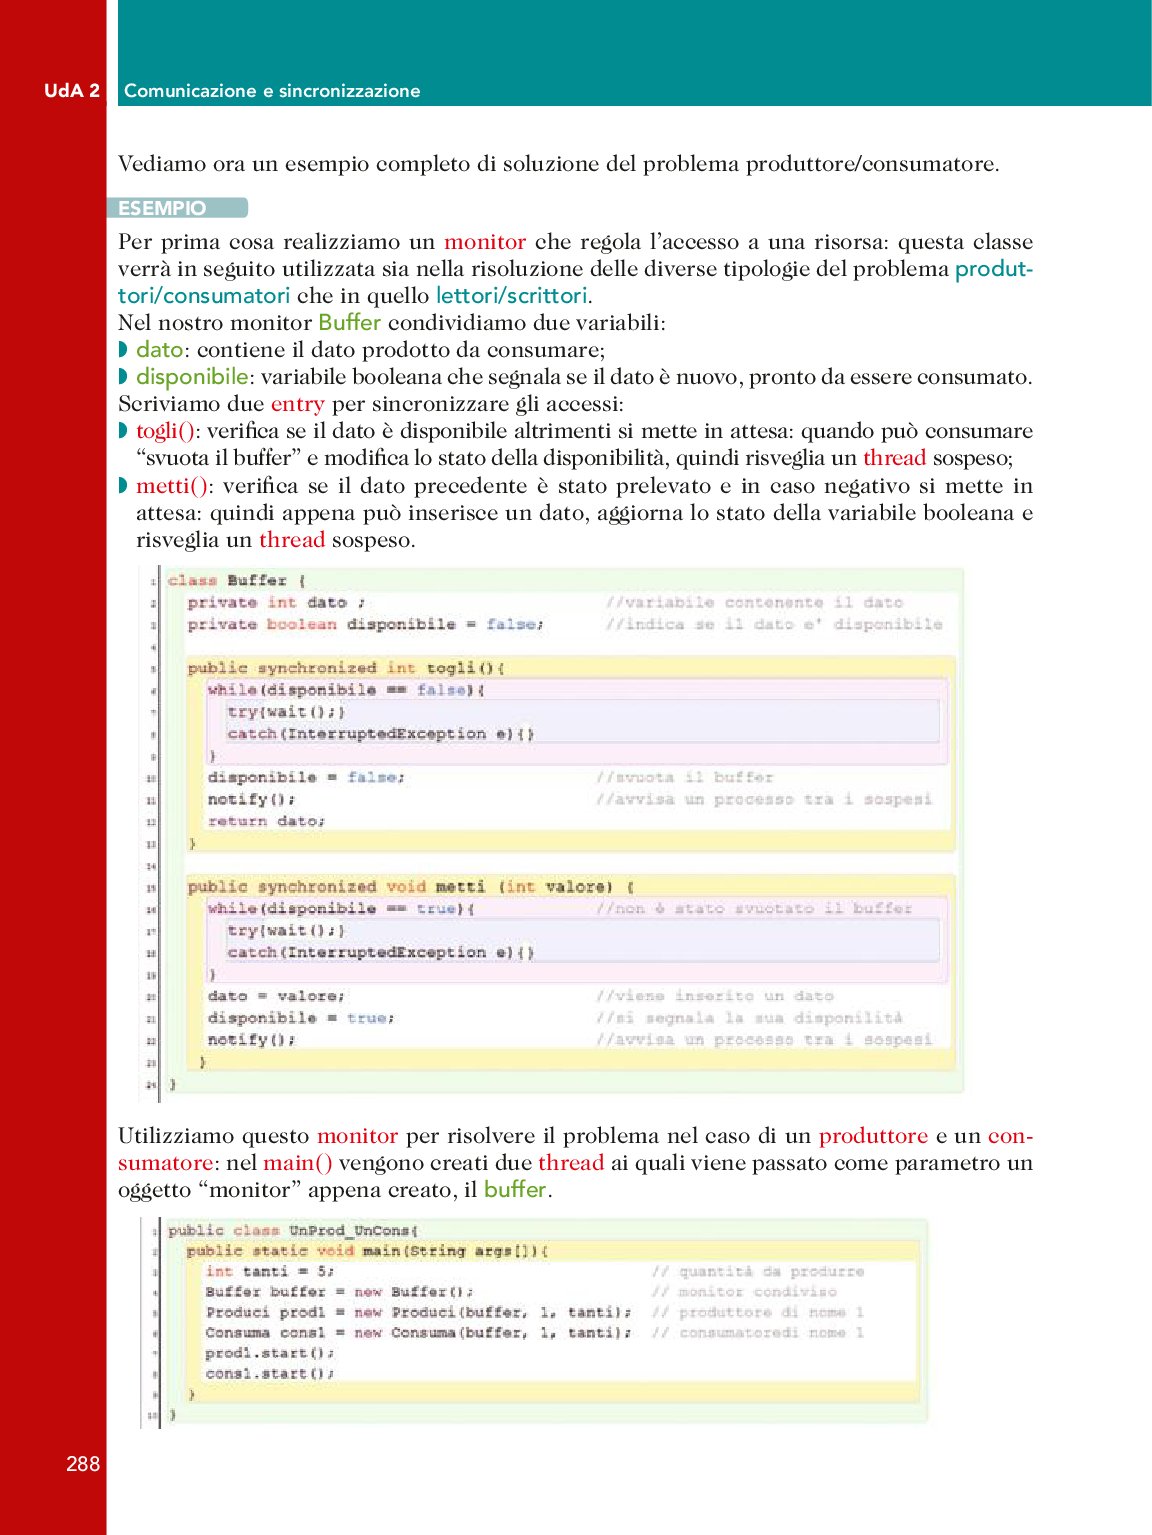 UdA 2 Comunicazione e sincronizzazione
Vediamo ora un esempio completo di soluzione del problema produttore/consumatore.
ESEMPIO
Per prima cosa realizziamo un monitor che regola l’accesso a una risorsa: questa classe
verrà in seguito utilizzata sia nella risoluzione delle diverse tipologie del problema produt-
tori/consumatori che in quello lettori/scrittori.
Nel nostro monitor Buffer condividiamo due variabili:
◗ dato: contiene il dato prodotto da consumare;
◗ disponibile: variabile booleana che segnala se il dato è nuovo, pronto da essere consumato.
Scriviamo due entry per sincronizzare gli accessi:
◗ togli(): verifica se il dato è disponibile altrimenti si mette in attesa: quando può consumare
“svuota il buffer” e modifica lo stato della disponibilità, quindi risveglia un thread sospeso;
◗ metti(): verifica se il dato precedente è stato prelevato e in caso negativo si mette in
attesa: quindi appena può inserisce un dato, aggiorna lo stato della variabile booleana e
risveglia un thread sospeso.
1 class Buffer {
2 private int dato ; //variabile contenente il dato
3 private boolean disponibile = false; //indica se il dato e' disponibile
4
5 public synchronized int togli(){
6 while(disponibile == false){
7 try{wait();}
8 catch(InterruptedException e){}
9 }
10 disponibile = false; //svuota il buffer
11 notify(); //avvisa un processo tra i sospesi
12 return dato;
13 }
14
15 public synchronized void metti (int valore) {
16 while(disponibile == true){ //non è stato svuotato il buffer
17 try{wait();}
18 catch(InterruptedException e){}
19 }
20 dato = valore; //viene inserito un dato
21 disponibile = true; //si segnala la sua disponilità
22 notify(); //avvisa un processo tra i sospesi
23 }
24 }
Utilizziamo questo monitor per risolvere il problema nel caso di un produttore e un con-
sumatore: nel main() vengono creati due thread ai quali viene passato come parametro un
oggetto “monitor” appena creato, il buffer.
1 public class UnProd_UnCons{
2 public static void main(String args[]){
3 int tanti = 5; // quantità da produrre
4 Buffer buffer = new Buffer(); // monitor condiviso
5 Produci prod1 = new Produci(buffer, 1, tanti); // produttore di nome 1
6 Consuma cons1 = new Consuma(buffer, 1, tanti); // consumatoredi nome 1
7 prod1.start();
8 cons1.start();
9 }
10 }
288